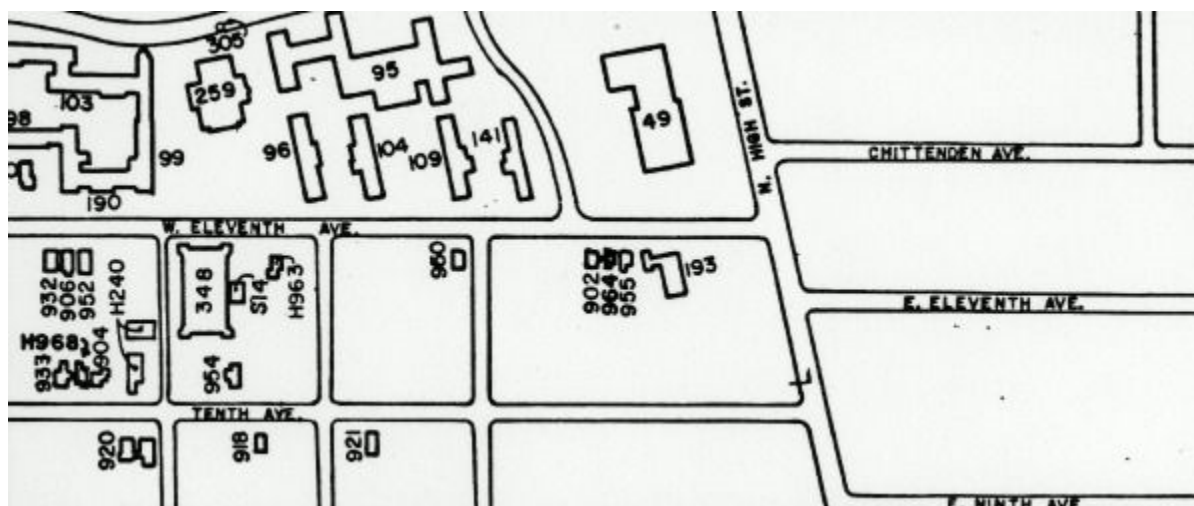 305
95
259
103
98
49
N. HIGH ST.
96
104
109
141
99
CHITTENDEN AVE.
190
W. ELEVENTH AVE.
932
906
952
H240
348
S14
H963
950
902
964
955
193
E. ELEVENTH AVE.
H968
904
933
954
TENTH AVE.
920
918
921
E. NINTH AVE